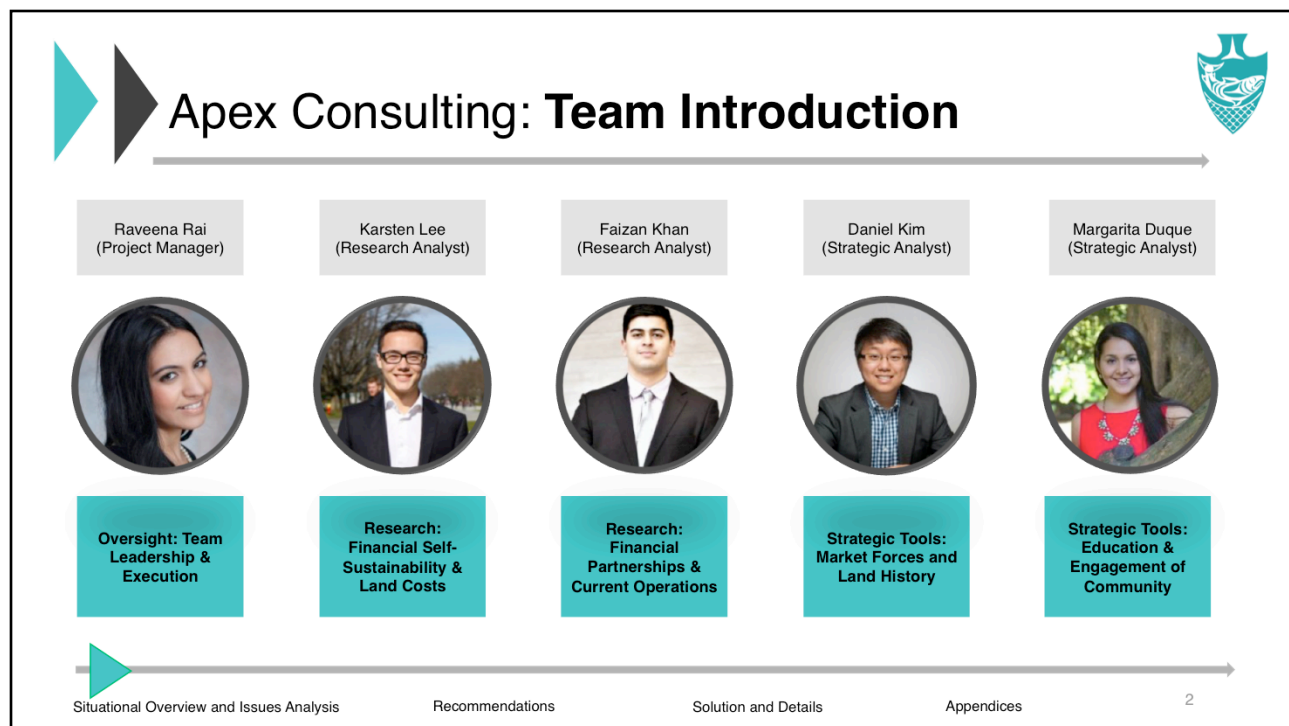 Apex Consulting: Team Introduction
Raveena Rai
(Project Manager)
Karsten Lee
(Research Analyst)
Faizan Khan
(Research Analyst)
Daniel Kim
(Strategic Analyst)
Margarita Duque
(Strategic Analyst)
Oversight: Team
Leadership &
Execution
Research:
Financial Self-
Sustainability &
Land Costs
Research:
Financial
Partnerships &
Current Operations
Strategic Tools:
Market Forces and
Land History
Strategic Tools:
Education &
Engagement of
Community
Situational Overview and Issues Analysis
Recommendations
Solution and Details
Appendices
2